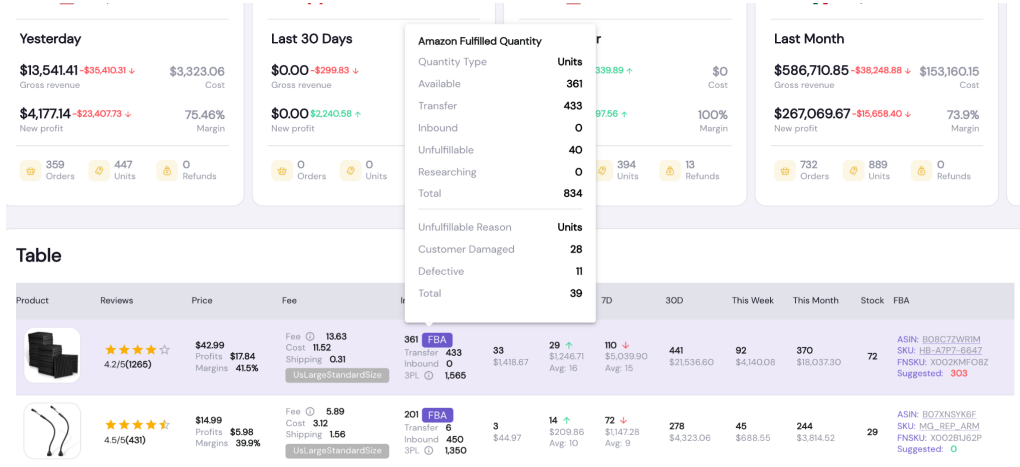 Yesterday
$13,541.41 -$35,410.31 ↓ $3,323.06
Gross revenue Cost
$4,177.14 -$23,407.73 ↓ 75.46%
New profit Margin
359 Orders 447 Units 0 Refunds
Last 30 Days
$0.00 -$299.83 ↓
Gross revenue
$0.00 $2,240.58 ↑
New profit
0 Orders 0 Units
Amazon Fulfilled Quantity
Quantity Type Units
Available 361
Transfer 433
Inbound 0
Unfulfillable 40
Researching 0
Total 834
Unfulfillable Reason Units
Customer Damaged 28
Defective 11
Total 39
r
339.89 ↑ $0
Cost
97.56 ↑ 100%
Margin
394 Units 13 Refunds
Last Month
$586,710.85 -$38,248.88 ↓ $153,160.15
Gross revenue Cost
$267,069.67 -$15,658.40 ↓ 73.9%
New profit Margin
732 Orders 889 Units 0 Refunds
Table
Product Reviews Price Fee 7D 30D This Week This Month Stock FBA
4.2/5(1265)
$42.99
Profits $17.84
Margins 41.5%
Fee 13.63
Cost 11.52
Shipping 0.31
UsLargeStandardSize
361 FBA
Transfer 433
Inbound 0
3PL 1,565
33
$1,418.67
29 ↑
$1,246.71
Avg: 16
110 ↓
$5,039.90
Avg: 15
441
$21,536.60
92
$4,140.08
370
$18,037.30
72
ASIN: B08C7ZWR1M
SKU: HB-A7P7-6647
FNSKU: X002KMFO8Z
Suggested: 303
4.5/5(431)
$14.99
Profits $5.98
Margins 39.9%
Fee 5.89
Cost 3.12
Shipping 1.56
UsLargeStandardSize
201 FBA
Transfer 6
Inbound 450
3PL 1,350
3
$44.97
14 ↑
$209.86
Avg: 10
72 ↓
$1,147.28
Avg: 9
278
$4,323.06
45
$688.55
244
$3,814.52
29
ASIN: B07XNSYK6F
SKU: MG_REP_ARM
FNSKU: X002B1J62P
Suggested: 0